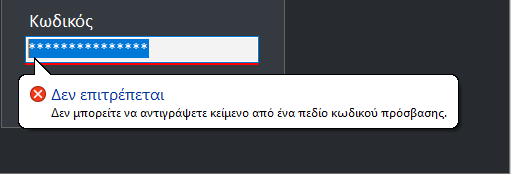 Κωδικός
***************
Δεν επιτρέπεται
Δεν μπορείτε να αντιγράψετε κείμενο από ένα πεδίο κωδικού πρόσβασης.